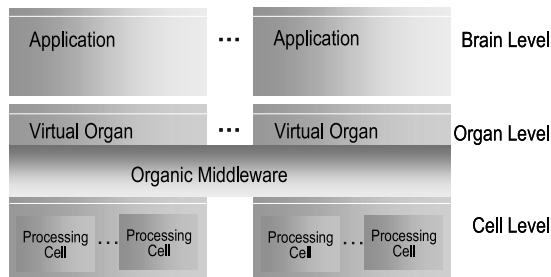 Application ... Application Brain Level
Virtual Organ ... Virtual Organ Organ Level
Organic Middleware
Processing Cell ... Processing Cell Processing Cell ... Processing Cell Cell Level